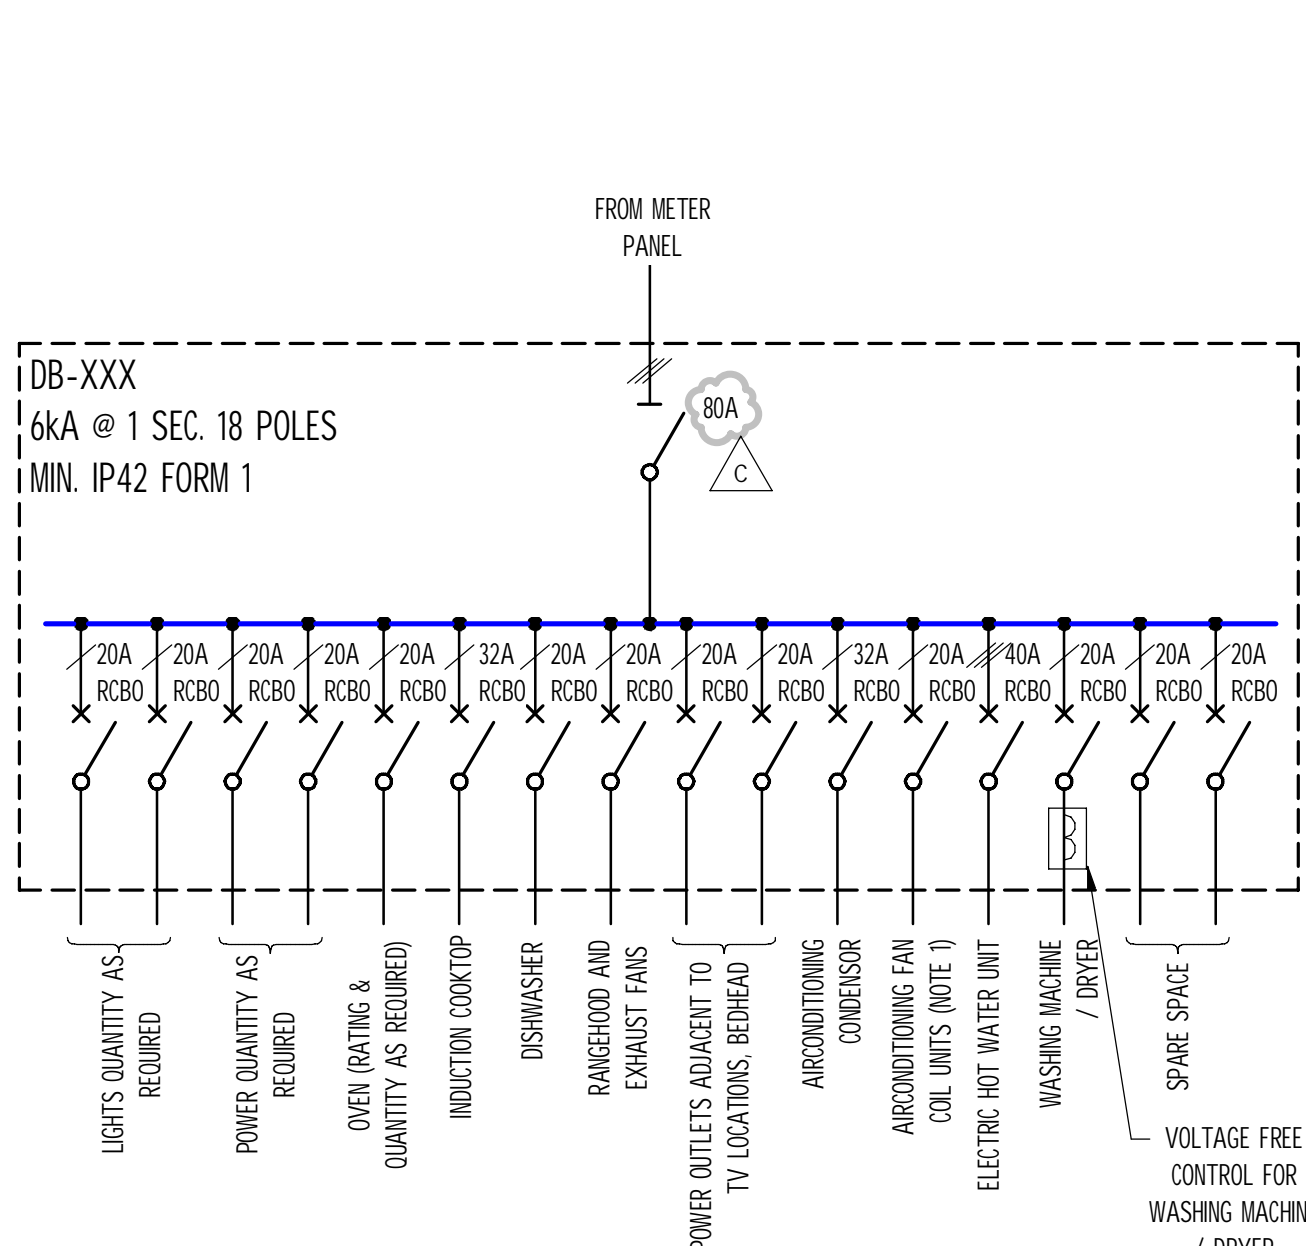 FROM METER
PANEL
DB-XXX
6kA @ 1 SEC. 18 POLES
MIN. IP42 FORM 1
80A
C
20A
RCBO
20A
RCBO
20A
RCBO
20A
RCBO
20A
RCBO
32A
RCBO
20A
RCBO
20A
RCBO
20A
RCBO
20A
RCBO
32A
RCBO
20A
RCBO
40A
RCBO
20A
RCBO
20A
RCBO
20A
RCBO
LIGHTS QUANTITY AS
REQUIRED
POWER QUANTITY AS
REQUIRED
OVEN (RATING &
QUANTITY AS REQUIRED)
INDUCTION COOKTOP
DISHWASHER
RANGEHOOD AND
EXHAUST FANS
POWER OUTLETS ADJACENT TO
TV LOCATIONS, BEDHEAD
AIRCONDITIONING
CONDENSOR
AIRCONDITIONING FAN
COIL UNITS (NOTE 1)
ELECTRIC HOT WATER UNIT
WASHING MACHINE
/ DRYER
SPARE SPACE
VOLTAGE FREE
CONTROL FOR
WASHING MACHIN
/ DRYER